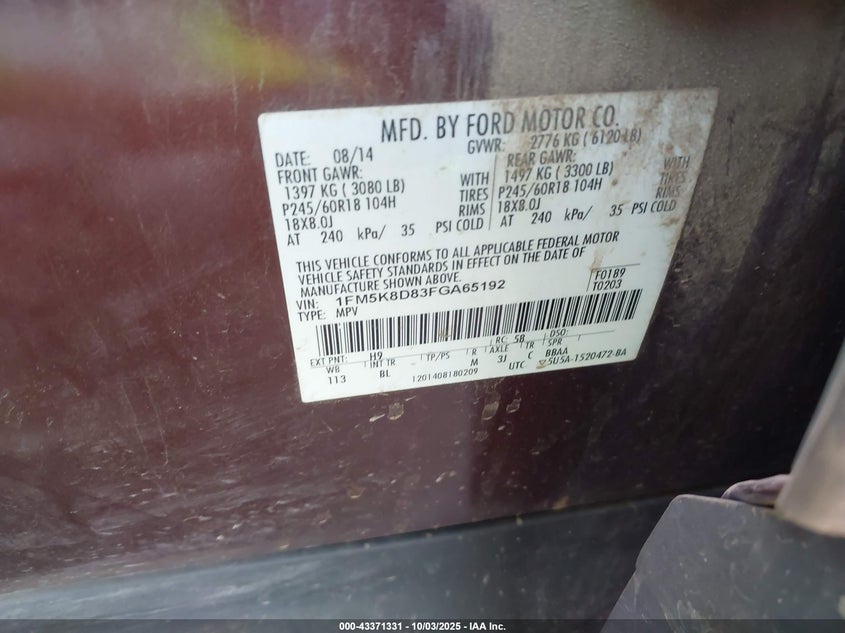 MFD. BY FORD MOTOR CO.
DATE: 08/14 GVWR: 2776 KG ( 6120 LB)
FRONT GAWR: REAR GAWR:
1397 KG ( 3080 LB) WITH 1497 KG ( 3300 LB) WITH
P245/60R18 104H TIRES P245/60R18 104H TIRES
18X8.0J RIMS 18X8.0J RIMS
AT 240 kPa/ 35 PSI COLD AT 240 kPa/ 35 PSI COLD
THIS VEHICLE CONFORMS TO ALL APPLICABLE FEDERAL MOTOR
VEHICLE SAFETY STANDARDS IN EFFECT ON THE DATE OF
MANUFACTURE SHOWN ABOVE.
VIN: 1FM5K8D83FGA65192 F0189
TYPE: MPV T0203
EXT PNT: H9 RC: 58 DSO:
WB INT TR TP/PS R AXLE TR SPR
113 BL M 3J C BBAA
1201408180209 UTC 5U5A-1520472-BA
000-43371331 - 10/03/2025 - IAA Inc.